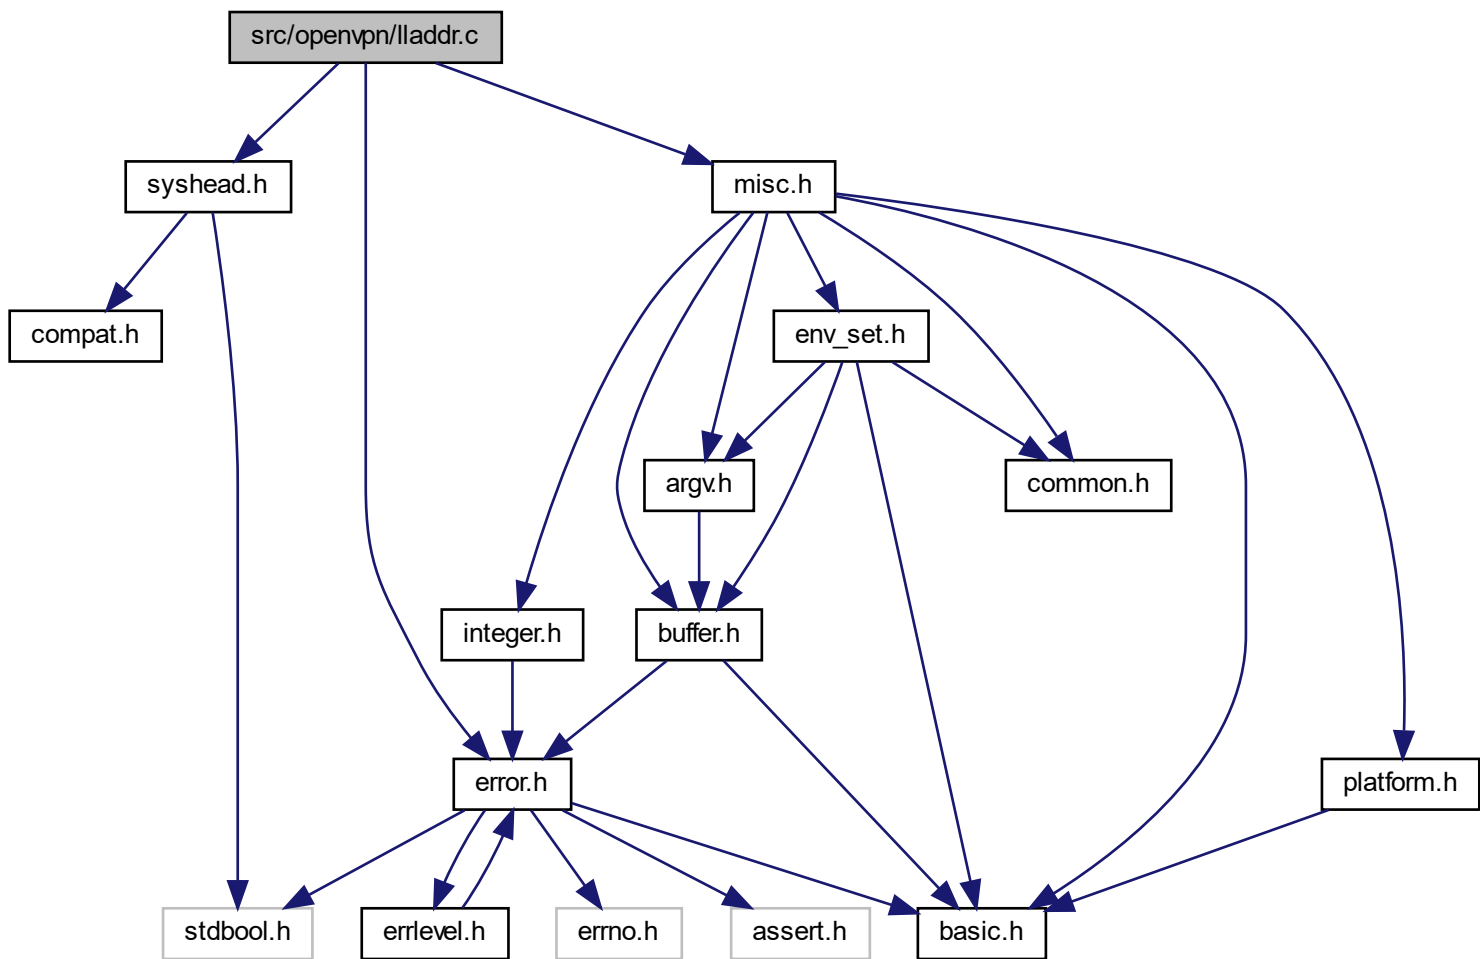 src/openvpn/lladdr.c
syshead.h
misc.h
compat.h
env_set.h
argv.h
common.h
integer.h
buffer.h
error.h
platform.h
stdbool.h
errlevel.h
errno.h
assert.h
basic.h